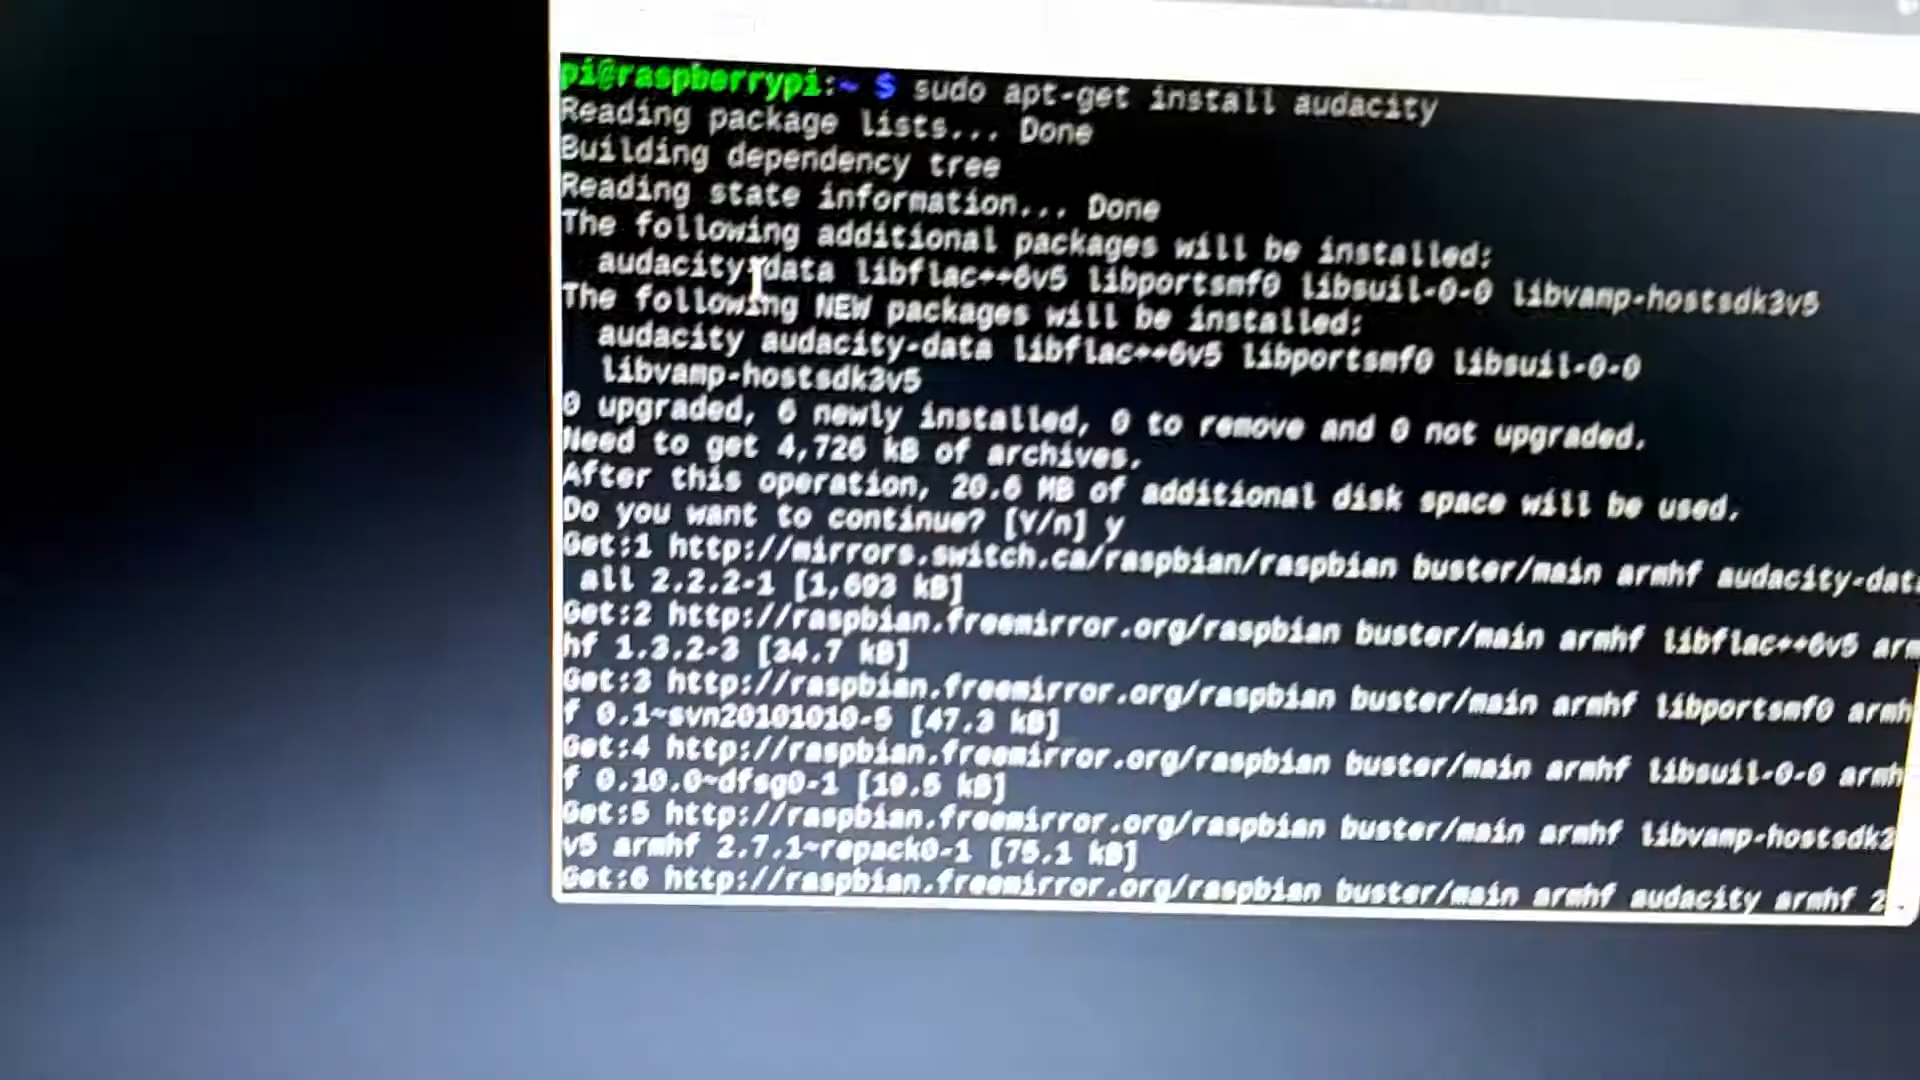 pi@raspberrypi:~ $ sudo apt-get install audacity
Reading package lists... Done
Building dependency tree
Reading state information... Done
The following additional packages will be installed:
  audacity-data libflac++6v5 libportsmf0 libsuil-0-0 libvamp-hostsdk3v5
The following NEW packages will be installed:
  audacity audacity-data libflac++6v5 libportsmf0 libsuil-0-0
  libvamp-hostsdk3v5
0 upgraded, 6 newly installed, 0 to remove and 0 not upgraded.
Need to get 4,726 kB of archives.
After this operation, 20.6 MB of additional disk space will be used.
Do you want to continue? [Y/n] y
Get:1 http://mirrors.switch.ca/raspbian/raspbian buster/main armhf audacity-data
 all 2.2.2-1 [1,693 kB]
Get:2 http://raspbian.freemirror.org/raspbian buster/main armhf libflac++6v5 arm
hf 1.3.2-3 [34.7 kB]
Get:3 http://raspbian.freemirror.org/raspbian buster/main armhf libportsmf0 armh
f 0.1~svn20101010-5 [47.3 kB]
Get:4 http://raspbian.freemirror.org/raspbian buster/main armhf libsuil-0-0 armh
f 0.10.0~dfsg0-1 [19.5 kB]
Get:5 http://raspbian.freemirror.org/raspbian buster/main armhf libvamp-hostsdk3
v5 armhf 2.7.1~repack0-1 [75.1 kB]
Get:6 http://raspbian.freemirror.org/raspbian buster/main armhf audacity armhf 2